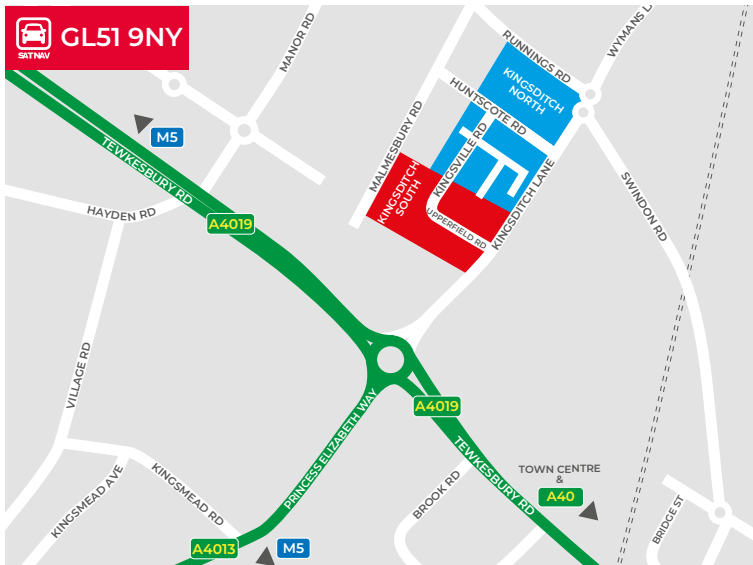 SAT NAV
GL51 9NY
MANOR RD
RUNNINGS RD
WYMANS L
KINGSDITCH
NORTH
HUNTSCOTE RD
MALMESBURY RD
M5
TEWKESBURY RD
KINGSVILLE RD
KINGSDITCH
SOUTH
KINGSDITCH LANE
SWINDON RD
HAYDEN RD
A4019
UPPERFIELD RD
VILLAGE RD
PRINCESS ELIZABETH WAY
A4019
TEWKESBURY RD
KINGSMEAD AVE
KINGSMEAD RD
BROOK RD
TOWN CENTRE
&
A40
BRIDGE ST
A4013
M5